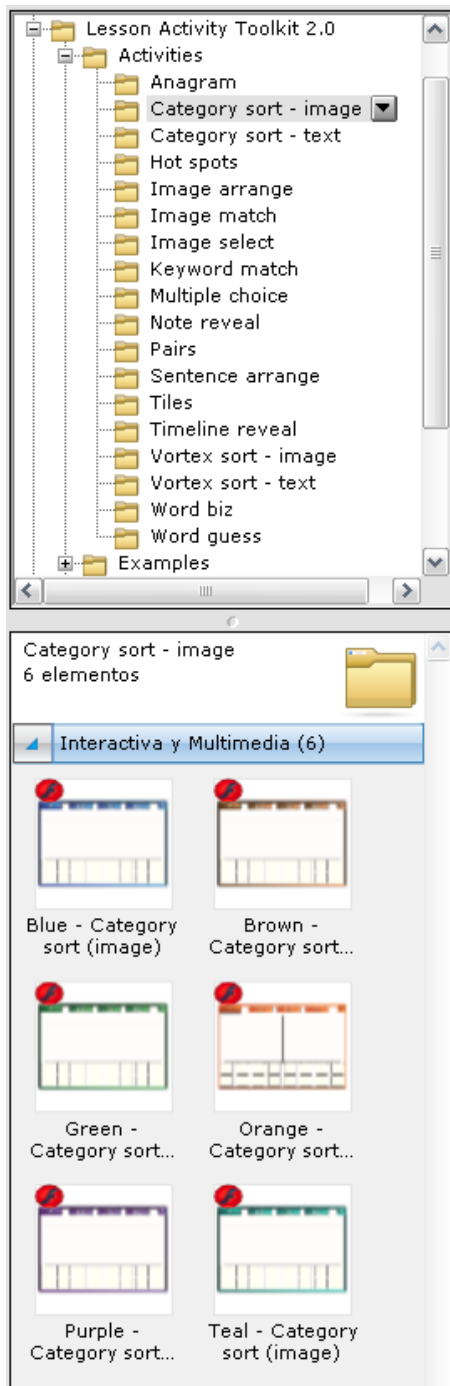 Lesson Activity Toolkit 2.0
Activities
Anagram
Category sort - image
Category sort - text
Hot spots
Image arrange
Image match
Image select
Keyword match
Multiple choice
Note reveal
Pairs
Sentence arrange
Tiles
Timeline reveal
Vortex sort - image
Vortex sort - text
Word biz
Word guess
Examples
Category sort - image
6 elementos
Interactiva y Multimedia (6)
Blue - Category
sort (image)
Brown -
Category sort...
Green -
Category sort...
Orange -
Category sort...
Purple -
Category sort...
Teal - Category
sort (image)